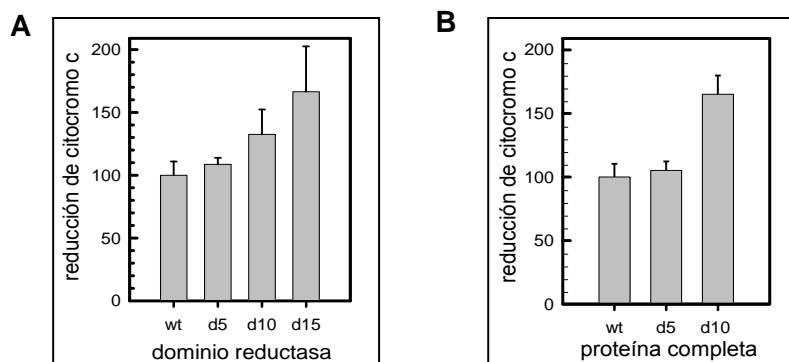 A
reducción de citocromo c
200
150
100
50
0
wt d5 d10 d15
dominio reductasa
B
reducción de citocromo c
200
150
100
50
0
wt d5 d10
proteína completa